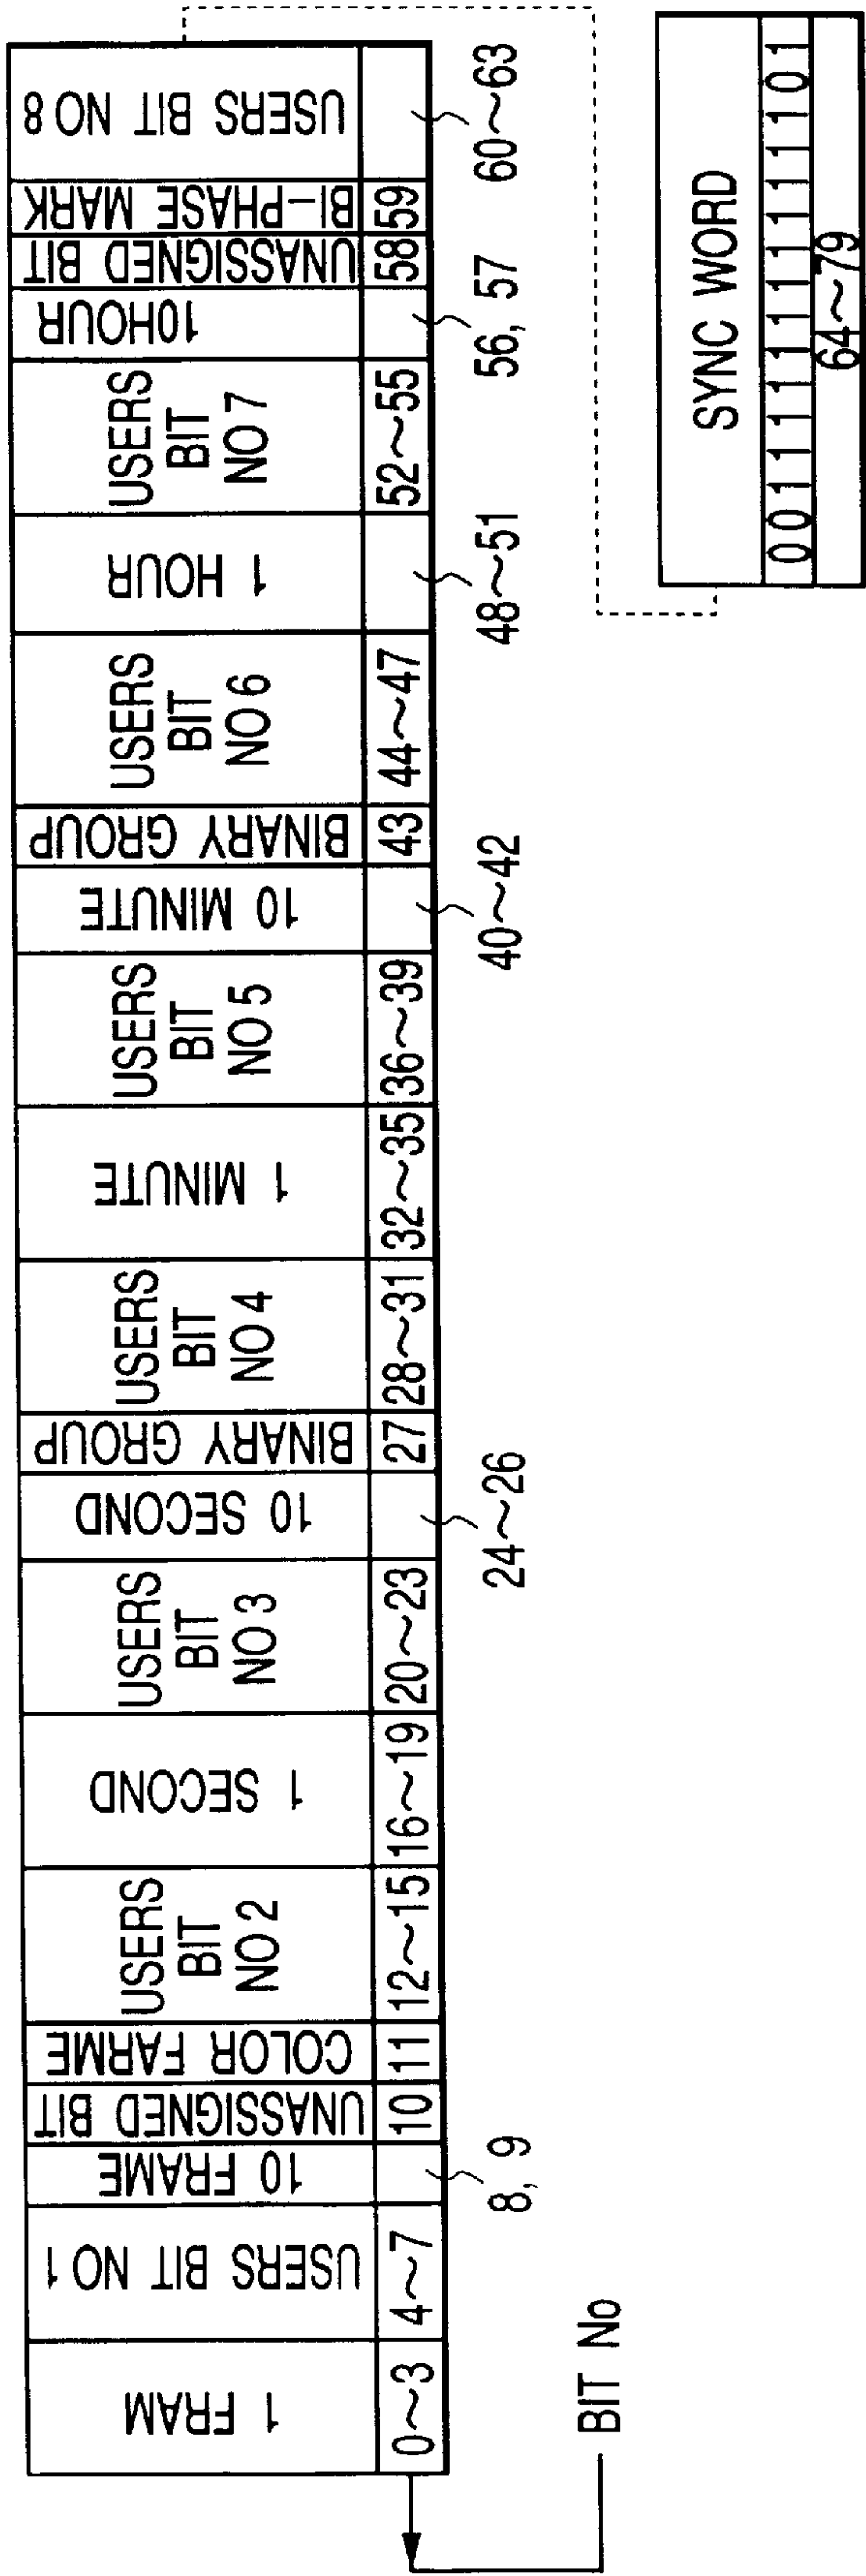 1 FRAM
0~3
USERS BIT NO 1
4~7
10 FRAME
8, 9
UNASSIGNED BIT
10
COLOR FARME
11
USERS
BIT
NO 2
12~15
1 SECOND
16~19
USERS
BIT
NO 3
20~23
10 SECOND
24~26
BINARY GROUP
27
USERS
BIT
NO 4
28~31
1 MINUTE
32~35
USERS
BIT
NO 5
36~39
10 MINUTE
40~42
BINARY GROUP
43
USERS
BIT
NO 6
44~47
1 HOUR
48~51
USERS
BIT
NO 7
52~55
10HOUR
56, 57
UNASSIGNED BIT
58
BI-PHASE MARK
59
USERS BIT NO 8
60~63
BIT No
SYNC WORD
0011111111111101
64~79